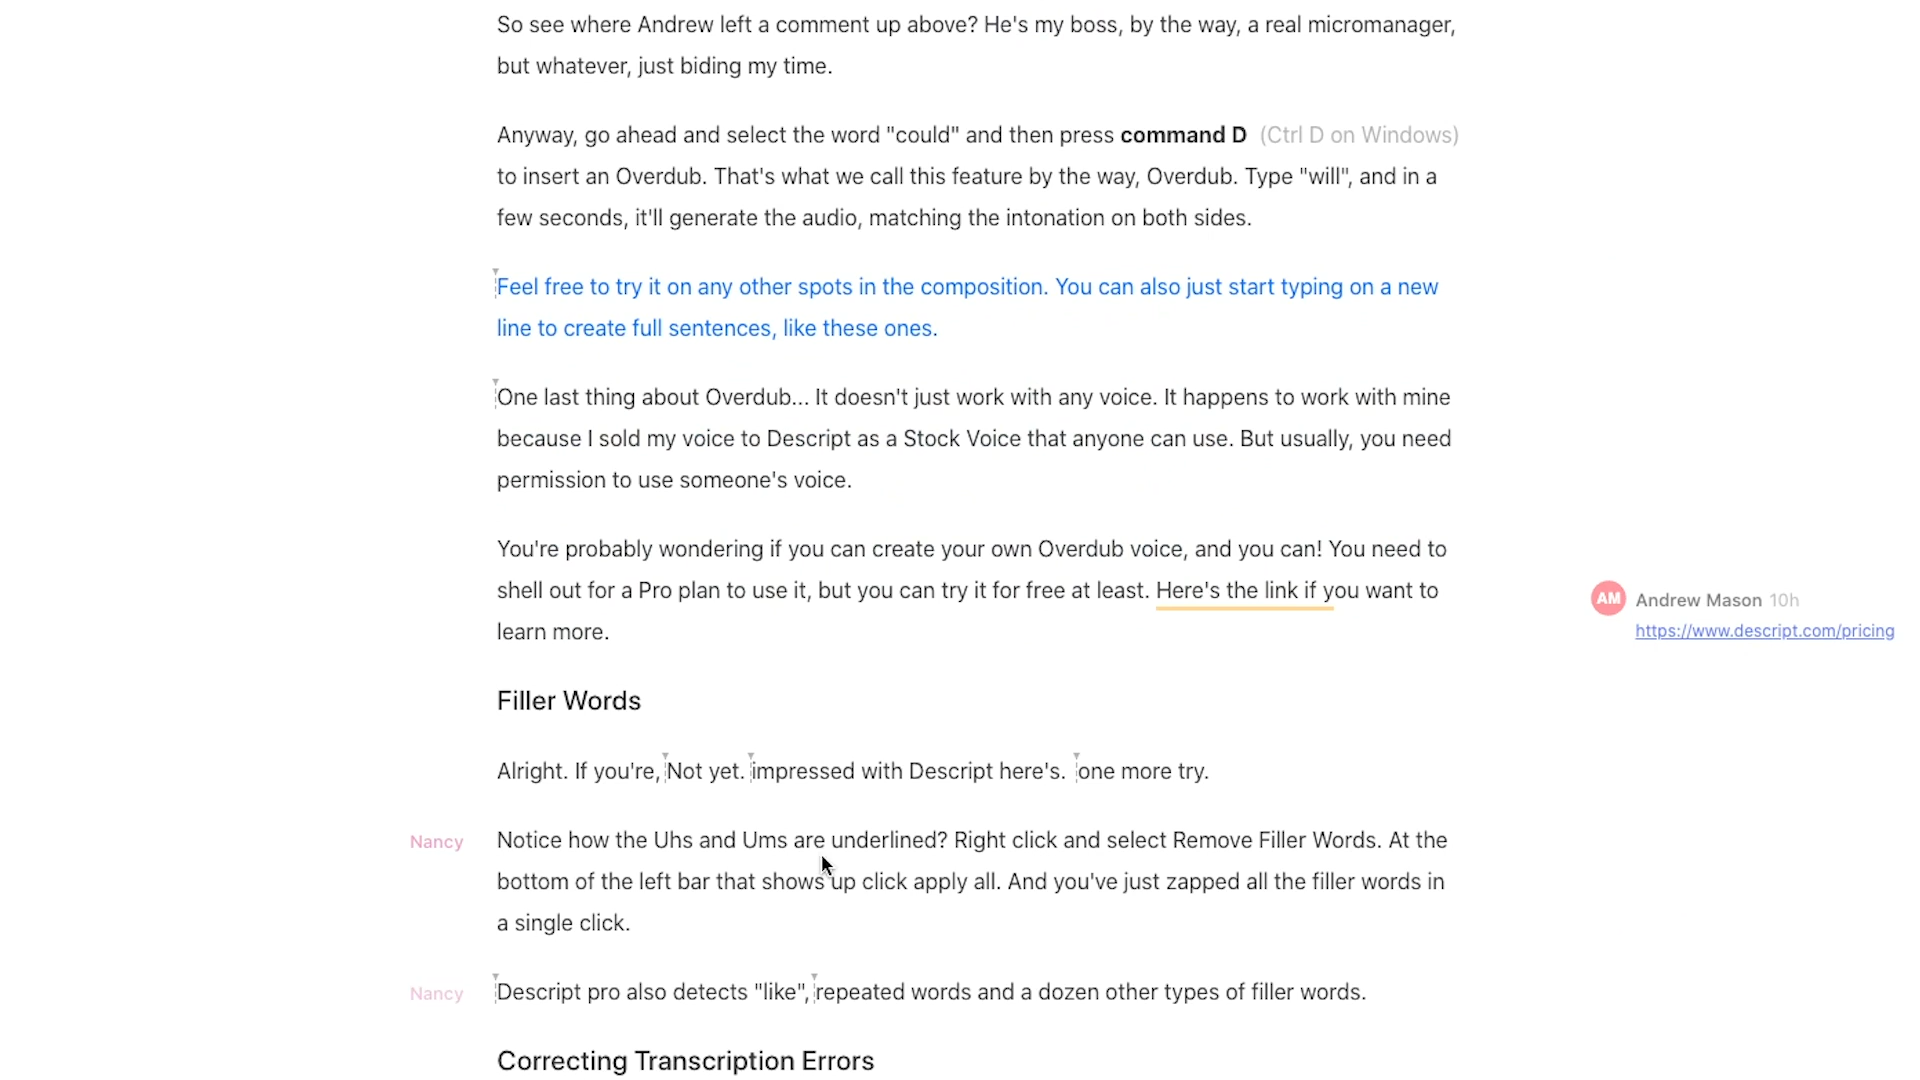 So see where Andrew left a comment up above? He's my boss, by the way, a real micromanager,
but whatever, just biding my time.
Anyway, go ahead and select the word "could" and then press command D (Ctrl D on Windows)
to insert an Overdub. That's what we call this feature by the way, Overdub. Type "will", and in a
few seconds, it'll generate the audio, matching the intonation on both sides.
Feel free to try it on any other spots in the composition. You can also just start typing on a new
line to create full sentences, like these ones.
One last thing about Overdub... It doesn't just work with any voice. It happens to work with mine
because I sold my voice to Descript as a Stock Voice that anyone can use. But usually, you need
permission to use someone's voice.
You're probably wondering if you can create your own Overdub voice, and you can! You need to
shell out for a Pro plan to use it, but you can try it for free at least. Here's the link if you want to
learn more.
AM Andrew Mason 10h
https://www.descript.com/pricing
Filler Words
Alright. If you're, Not yet. impressed with Descript here's. one more try.
Nancy
Notice how the Uhs and Ums are underlined? Right click and select Remove Filler Words. At the
bottom of the left bar that shows up click apply all. And you've just zapped all the filler words in
a single click.
Nancy
Descript pro also detects "like", repeated words and a dozen other types of filler words.
Correcting Transcription Errors